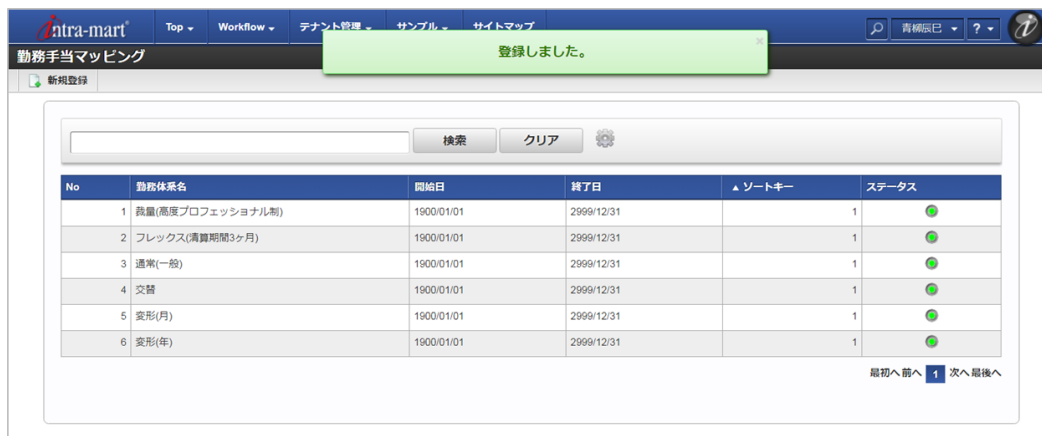 intra-mart® Top Workflow テナント管理 サンプル サイトマップ 青柳辰巳 ?
登録しました。 ×
勤務手当マッピング
新規登録
検索 クリア
No 勤務体系名 開始日 終了日 ▲ ソートキー ステータス
1 裁量(高度プロフェッショナル制) 1900/01/01 2999/12/31 1
2 フレックス(清算期間3ヶ月) 1900/01/01 2999/12/31 1
3 通常(一般) 1900/01/01 2999/12/31 1
4 交替 1900/01/01 2999/12/31 1
5 変形(月) 1900/01/01 2999/12/31 1
6 変形(年) 1900/01/01 2999/12/31 1
最初へ 前へ 1 次へ 最後へ